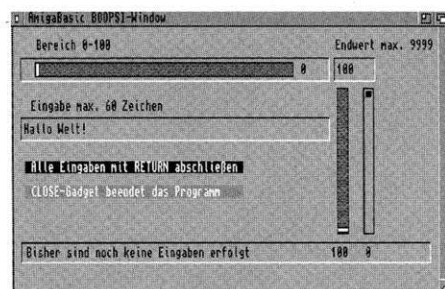 AmigaBasic BOOPSI-Window
Bereich 0-100 Endwert max. 9999
0 100
Eingabe max. 60 Zeichen
Hallo Welt!
Alle Eingaben mit RETURN abschließen
CLOSE-Gadget beendet das Programm
Bisher sind noch keine Eingaben erfolgt 100 0